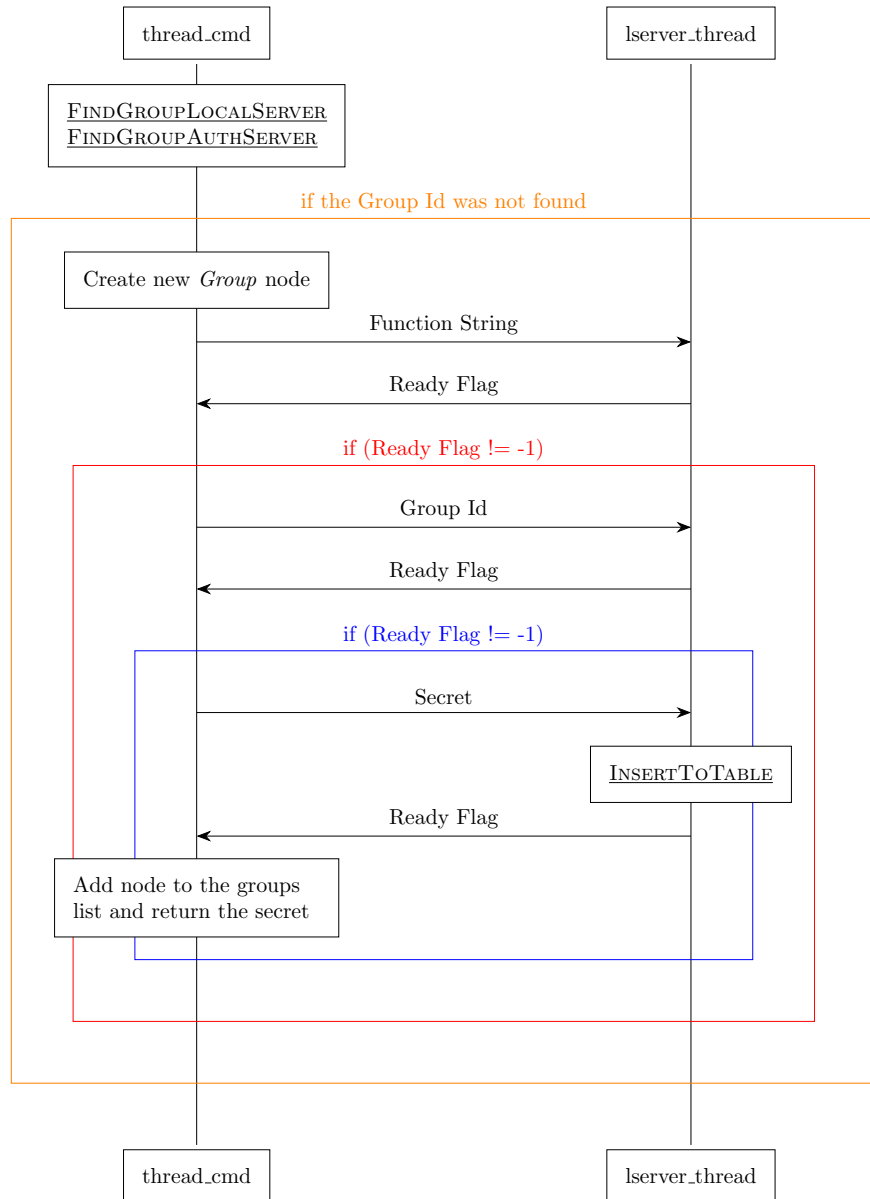 thread_cmd
lserver_thread
FindGroupLocalServer
FindGroupAuthServer
if the Group Id was not found
Create new Group node
Function String
Ready Flag
if (Ready Flag != -1)
Group Id
Ready Flag
if (Ready Flag != -1)
Secret
InsertToTable
Ready Flag
Add node to the groups
list and return the secret
thread_cmd
lserver_thread